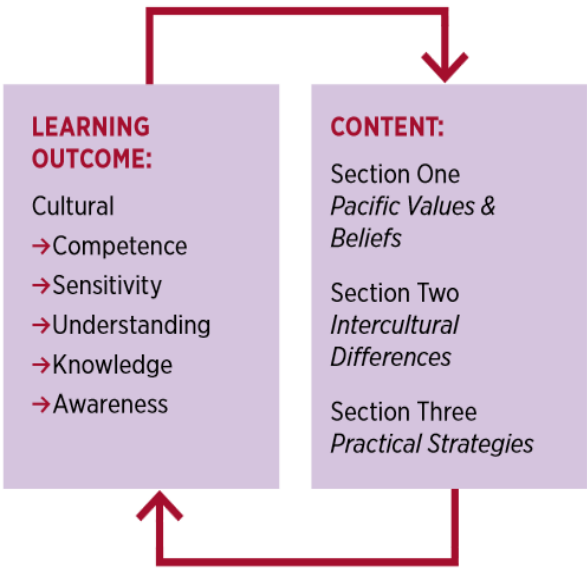 LEARNING
OUTCOME:
Cultural
→Competence
→Sensitivity
→Understanding
→Knowledge
→Awareness
CONTENT:
Section One
Pacific Values &
Beliefs
Section Two
Intercultural
Differences
Section Three
Practical Strategies